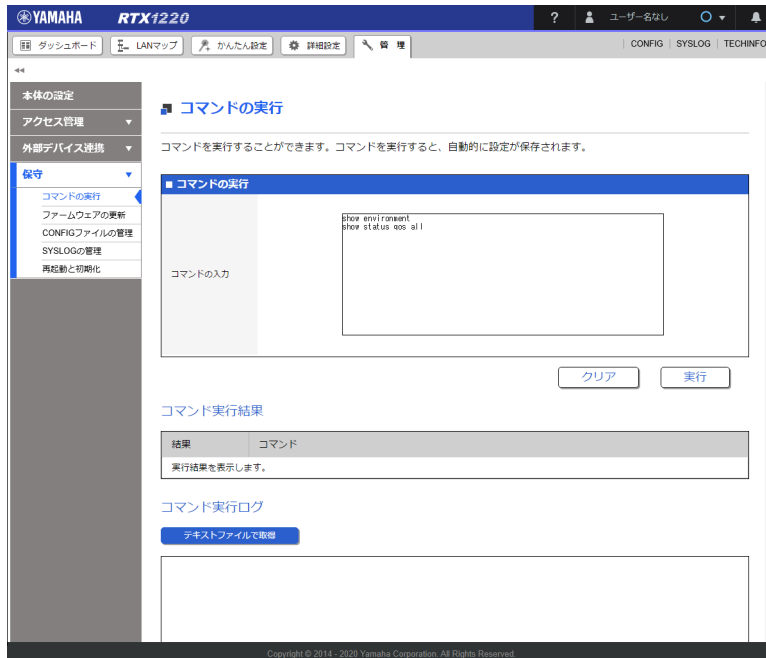 YAMAHA RTX1220 ? ユーザー名なし
ダッシュボード LANマップ かんたん設定 詳細設定 管 理 CONFIG SYSLOG TECHINFO
本体の設定
アクセス管理
外部デバイス連携
保守
コマンドの実行
ファームウェアの更新
CONFIGファイルの管理
SYSLOGの管理
再起動と初期化
コマンドの実行
コマンドを実行することができます。コマンドを実行すると、自動的に設定が保存されます。
コマンドの実行
コマンドの入力
show environment
show status qos all
クリア 実行
コマンド実行結果
結果 コマンド
実行結果を表示します。
コマンド実行ログ
テキストファイルで取得
Copyright © 2014 - 2020 Yamaha Corporation. All Rights Reserved.